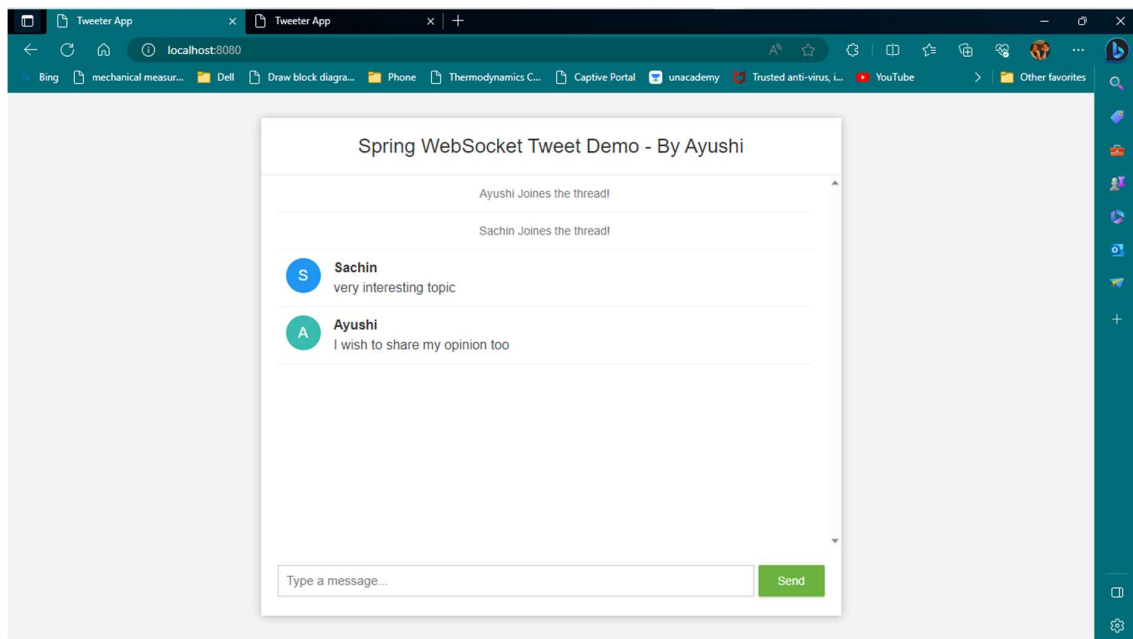 Tweeter App
Tweeter App
localhost:8080
Bing mechanical measur... Dell Draw block diagra... Phone Thermodynamics C... Captive Portal unacademy Trusted anti-virus, i... YouTube Other favorites
Spring WebSocket Tweet Demo - By Ayushi
Ayushi Joines the thread!
Sachin Joines the thread!
S
Sachin
very interesting topic
A
Ayushi
I wish to share my opinion too
Type a message...
Send